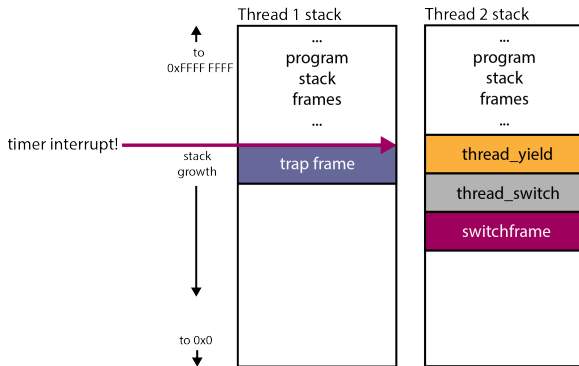 Thread 1 stack
Thread 2 stack
to
0xFFFF FFFF
...
program
stack
frames
...
...
program
stack
frames
...
timer interrupt!
stack
growth
trap frame
thread_yield
thread_switch
switchframe
to 0x0